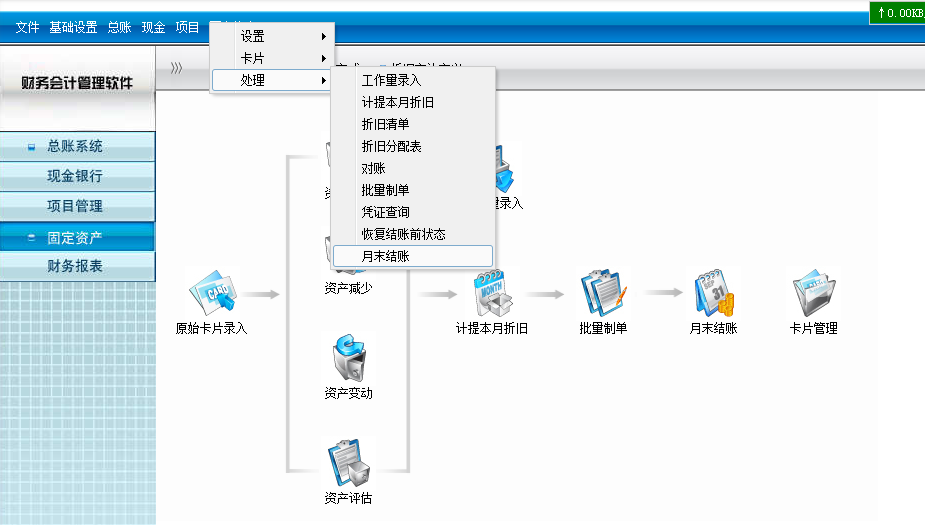 ↑0.00KB
文件 基础设置 总账 现金 项目
设置
卡片
处理
财务会计管理软件
工作量录入
计提本月折旧
折旧清单
折旧分配表
对账
批量制单
凭证查询
恢复结账前状态
月末结账
总账系统
现金银行
项目管理
固定资产
财务报表
录入
资产减少
原始卡片录入
计提本月折旧
批量制单
月末结账
卡片管理
资产变动
资产评估
CARD
MONTH
SEP
31